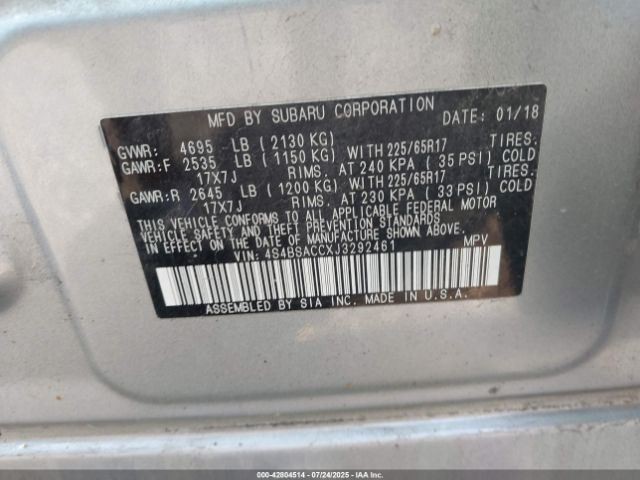 MFD BY SUBARU CORPORATION DATE: 01/18
GVWR: 4695 LB (2130 KG)
GAWR:F 2535 LB (1150 KG) WITH 225/65R17 TIRES:
17X7J RIMS. AT 240 KPA (35 PSI) COLD
GAWR:R 2645 LB (1200 KG) WITH 225/65R17 TIRES:
17X7J RIMS. AT 230 KPA (33 PSI) COLD
THIS VEHICLE CONFORMS TO ALL APPLICABLE FEDERAL MOTOR
VEHICLE SAFETY AND THEFT PREVENTION STANDARDS
IN EFFECT ON THE DATE OF MANUFACTURE SHOWN ABOVE.
VIN: 4S4BSACCXJ3292461 MPV
ASSEMBLED BY SIA INC. MADE IN U.S.A.
000-42804514 | 07/24/2025 | Copyright IAA, LLC